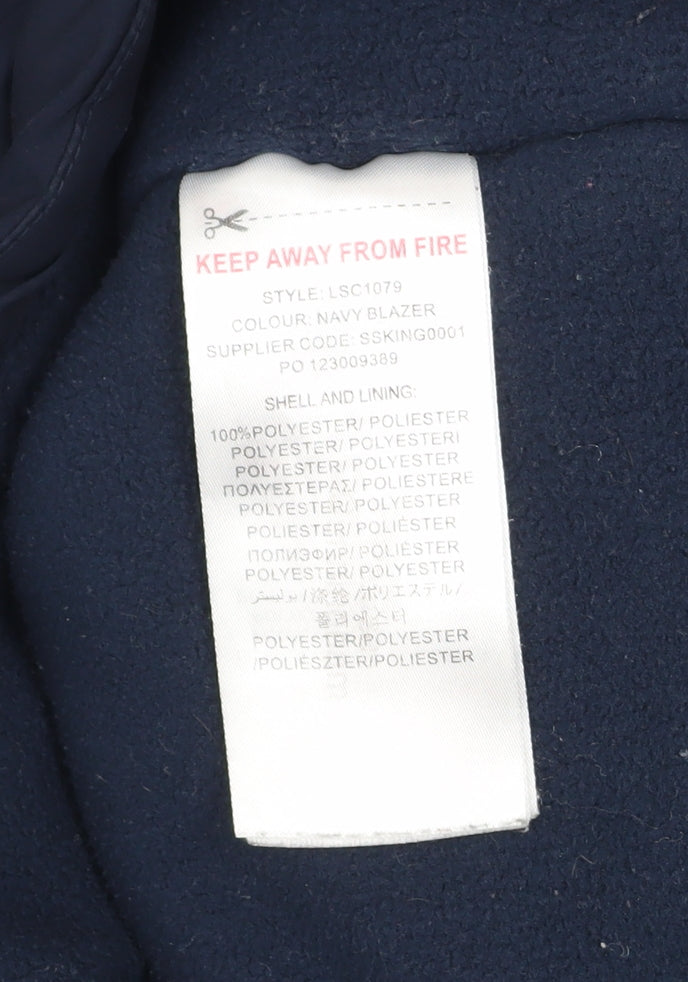 KEEP AWAY FROM FIRE
STYLE: LSC1079
COLOUR: NAVY BLAZER
SUPPLIER CODE: SSKING0001
PO 123009389
SHELL AND LINING:
100%POLYESTER/ POLIESTER
POLYESTER/ POLYESTERI
POLYESTER/ POLYESTER
ΠΟΛΥΕΣΤΕΡΑΣ/ POLIESTERE
POLYESTER/ POLYESTER
POLIESTER/ POLIÉSTER
ПОЛИЭФИР/ POLIÉSTER
POLYESTER/ POLYESTER
بوليستر /涤纶 /ポリエステル/
폴리에스터
POLYESTER/POLYESTER
/POLIÉSZTER/POLIESTER